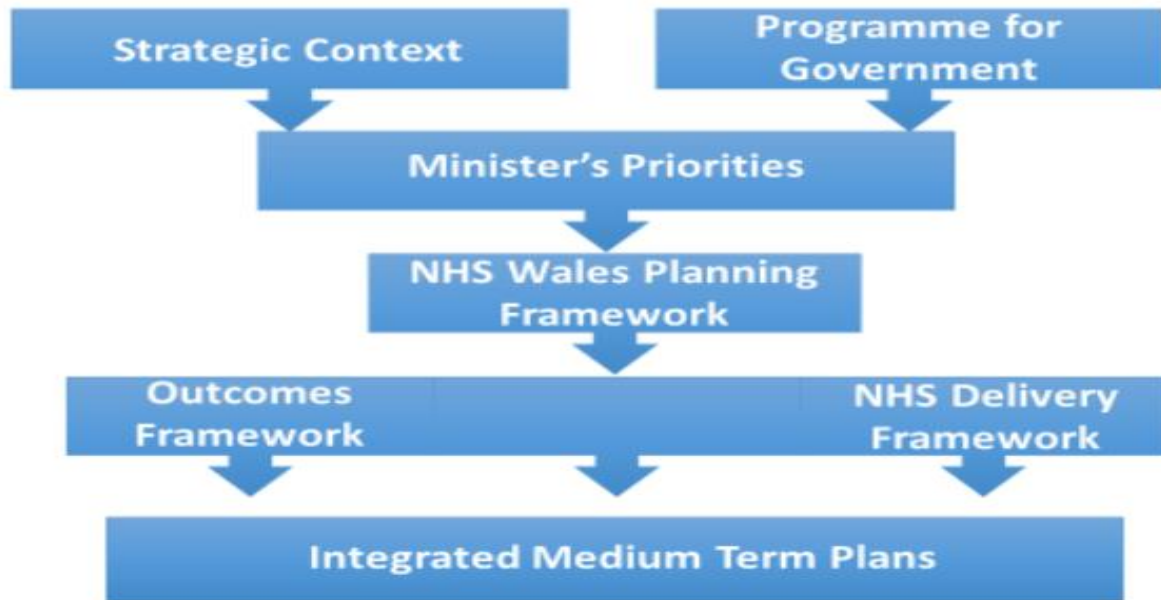 Strategic Context
Programme for
Government
Minister’s Priorities
NHS Wales Planning
Framework
Outcomes
Framework
NHS Delivery
Framework
Integrated Medium Term Plans